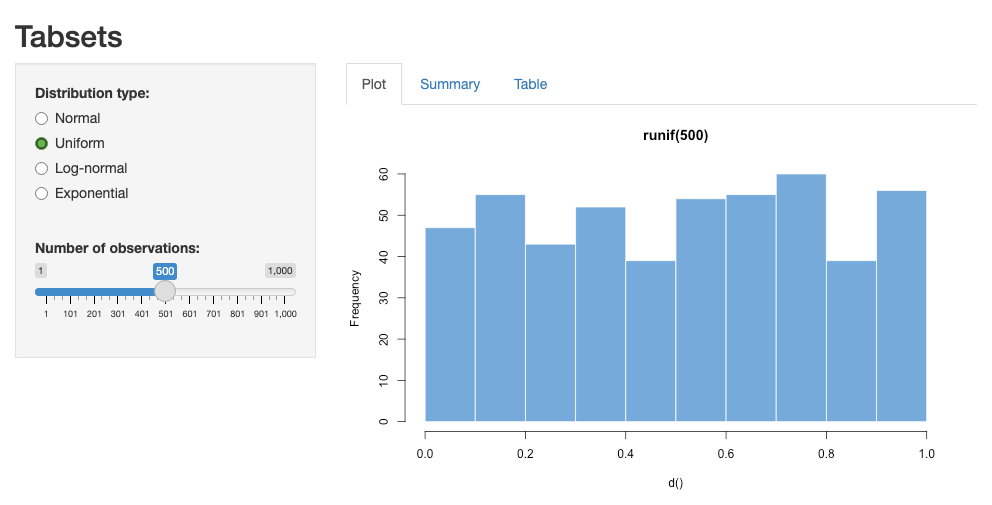 Tabsets
Distribution type:
Normal
Uniform
Log-normal
Exponential
Number of observations:
1 500 1,000
1 101 201 301 401 501 601 701 801 901 1,000
Plot Summary Table
runif(500)
Frequency
60
50
40
30
20
10
0
0.0 0.2 0.4 0.6 0.8 1.0
d()